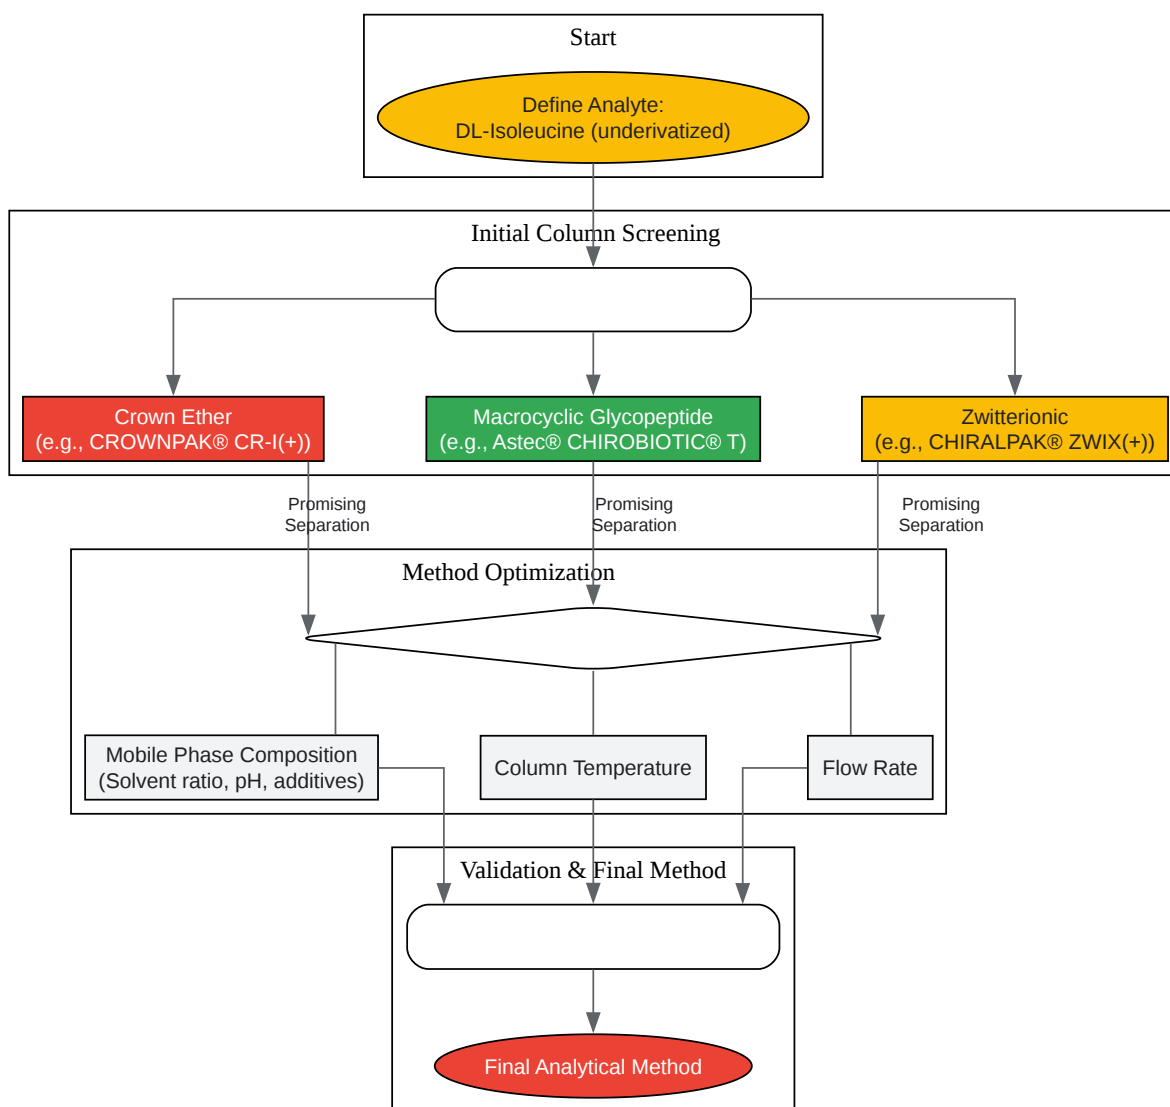 Start
Define Analyte:
DL-Isoleucine (underivatized)
Initial Column Screening
Crown Ether
(e.g., CROWNPAK® CR-I(+))
Macrocyclic Glycopeptide
(e.g., Astec® CHIROBIOTIC® T)
Zwitterionic
(e.g., CHIRALPAK® ZWIX(+))
Promising
Separation
Promising
Separation
Promising
Separation
Method Optimization
Mobile Phase Composition
(Solvent ratio, pH, additives)
Column Temperature
Flow Rate
Validation & Final Method
Final Analytical Method